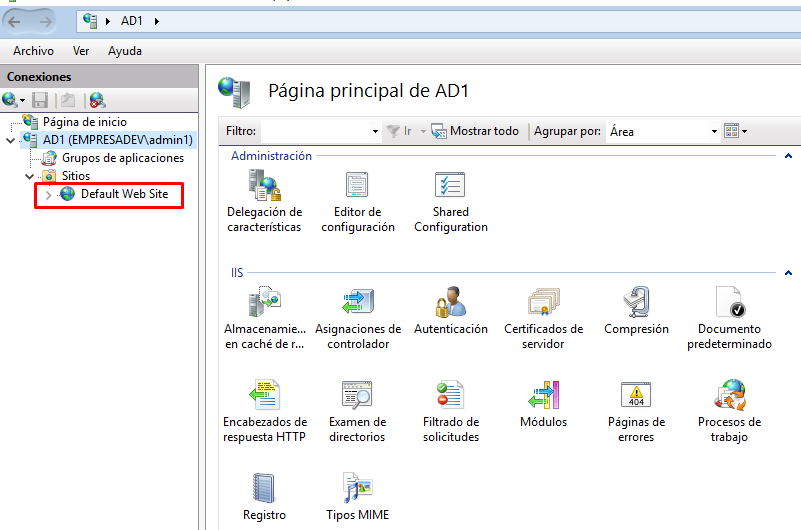 AD1
Archivo Ver Ayuda
Conexiones
Página de inicio
AD1 (EMPRESADEV\admin1)
Grupos de aplicaciones
Sitios
Default Web Site
Página principal de AD1
Filtro: Ir Mostrar todo Agrupar por: Área
Administración
Delegación de características
Editor de configuración
Shared Configuration
IIS
Almacenamie... en caché de r...
Asignaciones de controlador
Autenticación
Certificados de servidor
Compresión
Documento predeterminado
Encabezados de respuesta HTTP
Examen de directorios
Filtrado de solicitudes
Módulos
404
Páginas de errores
Procesos de trabajo
Registro
Tipos MIME